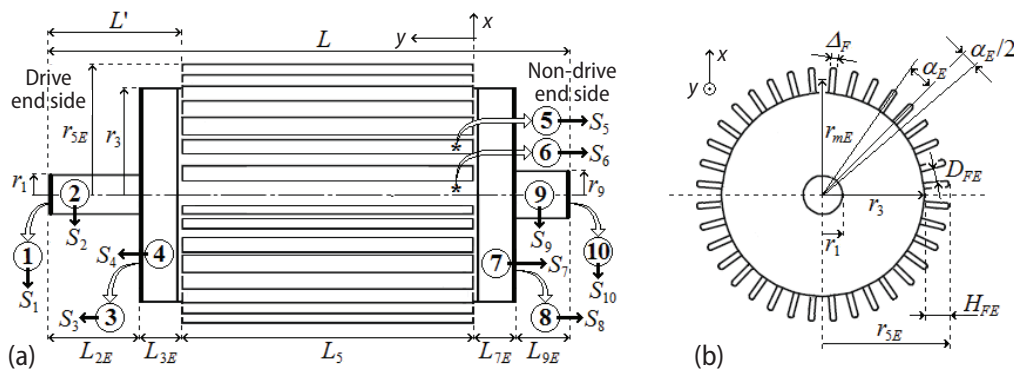 L'
x
y
L
Drive
end side
Non-drive
end side
r5E
r3
r1
r9
1
2
3
4
5
6
7
8
9
10
S1
S2
S3
S4
S5
S6
S7
S8
S9
S10
*
*
L2E
L3E
L5
L7E
L9E
(a)
x
y
ΔF
αE
αE/2
rmE
DFE
r3
r1
HFE
r5E
(b)